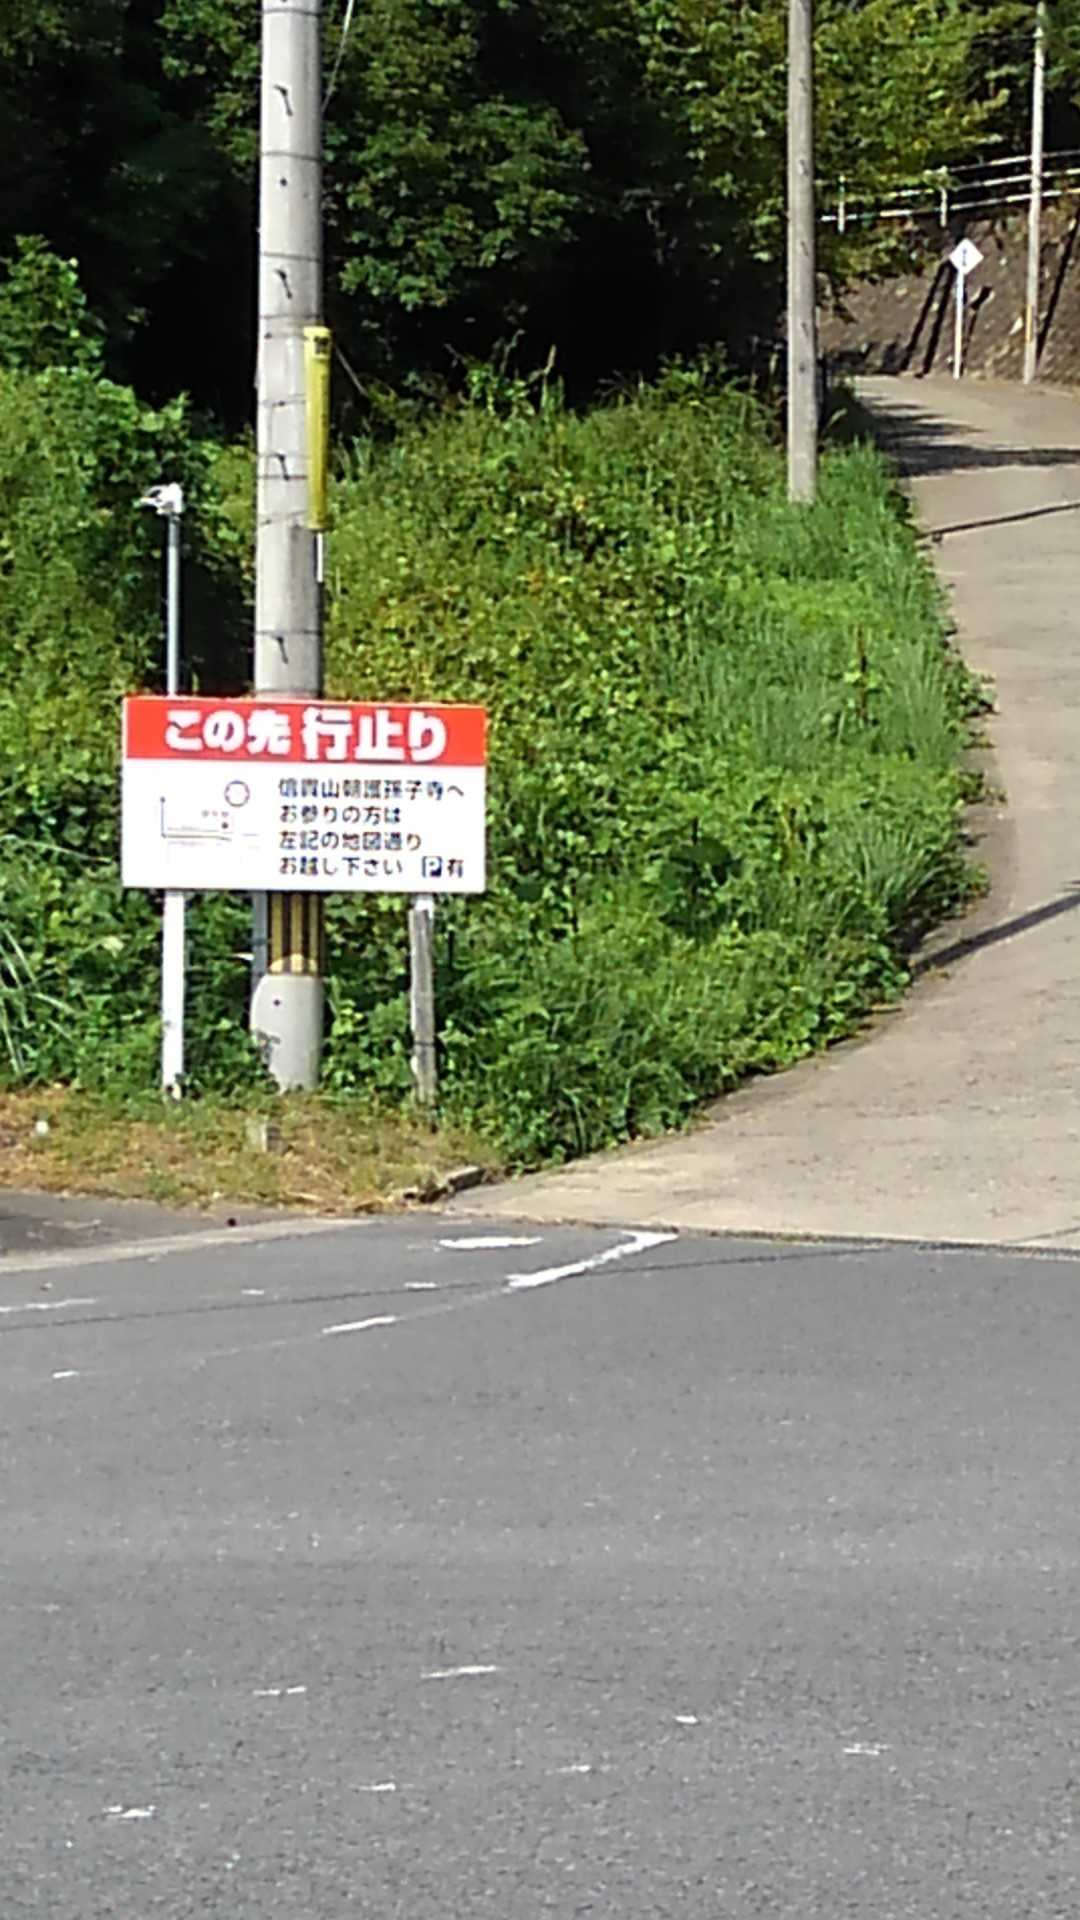 この先 行止り
信貴山朝護孫子寺へ
お参りの方は
左記の地図通り
お越し下さい P有